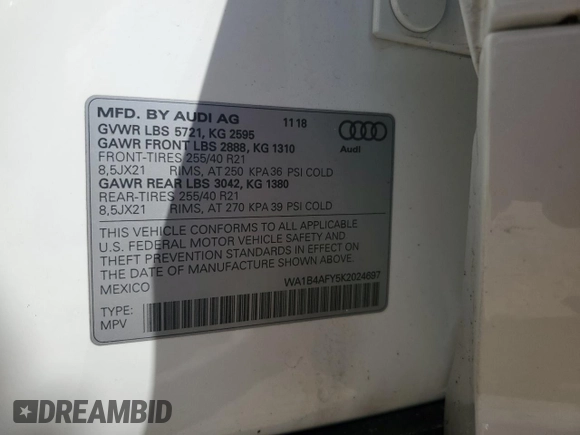 MFD. BY AUDI AG 11 18
GVWR LBS 5721, KG 2595
GAWR FRONT LBS 2888, KG 1310
FRONT-TIRES 255/40 R21
8,5JX21 RIMS, AT 250 KPA 36 PSI COLD
GAWR REAR LBS 3042, KG 1380
REAR-TIRES 255/40 R21
8,5JX21 RIMS, AT 270 KPA 39 PSI COLD
Audi
THIS VEHICLE CONFORMS TO ALL APPLICABLE
U.S. FEDERAL MOTOR VEHICLE SAFETY AND
THEFT PREVENTION STANDARDS IN EFFECT ON
THE DATE OF MANUFACTURE SHOWN ABOVE.
MEXICO WA1B4AFY5K2024697
TYPE:
MPV
DREAMBID